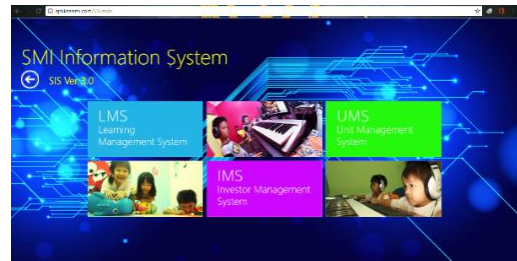 SMI Information System
SIS Ver 3.0
LMS
Learning
Management System
UMS
Unit Management
System
IMS
Investor Management
System